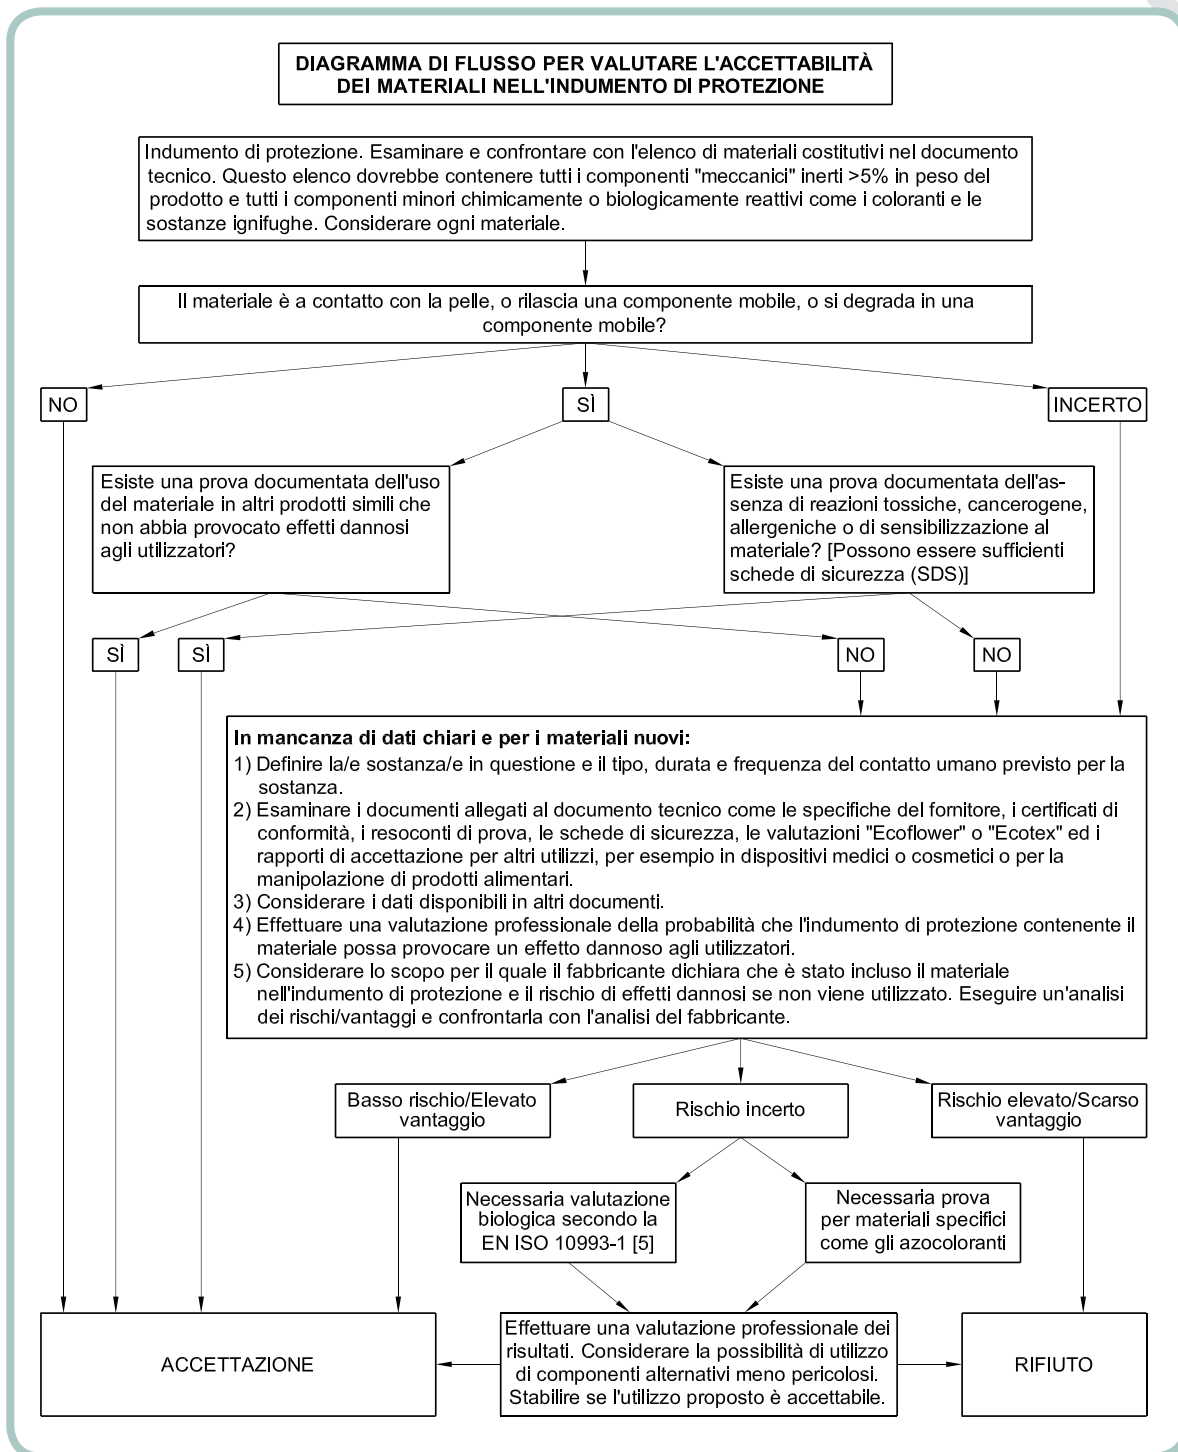 DIAGRAMMA DI FLUSSO PER VALUTARE L'ACCETTABILITÀ
DEI MATERIALI NELL'INDUMENTO DI PROTEZIONE
Indumento di protezione. Esaminare e confrontare con l'elenco di materiali costitutivi nel documento
tecnico. Questo elenco dovrebbe contenere tutti i componenti "meccanici" inerti >5% in peso del
prodotto e tutti i componenti minori chimicamente o biologicamente reattivi come i coloranti e le
sostanze ignifughe. Considerare ogni materiale.
Il materiale è a contatto con la pelle, o rilascia una componente mobile, o si degrada in una
componente mobile?
NO
SÌ
INCERTO
Esiste una prova documentata dell'uso
del materiale in altri prodotti simili che
non abbia provocato effetti dannosi
agli utilizzatori?
Esiste una prova documentata dell'as-
senza di reazioni tossiche, cancerogene,
allergeniche o di sensibilizzazione al
materiale? [Possono essere sufficienti
schede di sicurezza (SDS)]
SÌ
SÌ
NO
NO
In mancanza di dati chiari e per i materiali nuovi:
1) Definire la/e sostanza/e in questione e il tipo, durata e frequenza del contatto umano previsto per la
sostanza.
2) Esaminare i documenti allegati al documento tecnico come le specifiche del fornitore, i certificati di
conformità, i resoconti di prova, le schede di sicurezza, le valutazioni "Ecoflower" o "Ecotex" ed i
rapporti di accettazione per altri utilizzi, per esempio in dispositivi medici o cosmetici o per la
manipolazione di prodotti alimentari.
3) Considerare i dati disponibili in altri documenti.
4) Effettuare una valutazione professionale della probabilità che l'indumento di protezione contenente il
materiale possa provocare un effetto dannoso agli utilizzatori.
5) Considerare lo scopo per il quale il fabbricante dichiara che è stato incluso il materiale
nell'indumento di protezione e il rischio di effetti dannosi se non viene utilizzato. Eseguire un'analisi
dei rischi/vantaggi e confrontarla con l'analisi del fabbricante.
Basso rischio/Elevato
vantaggio
Rischio incerto
Rischio elevato/Scarso
vantaggio
Necessaria valutazione
biologica secondo la
EN ISO 10993-1 [5]
Necessaria prova
per materiali specifici
come gli azocoloranti
ACCETTAZIONE
Effettuare una valutazione professionale dei
risultati. Considerare la possibilità di utilizzo
di componenti alternativi meno pericolosi.
Stabilire se l'utilizzo proposto è accettabile.
RIFIUTO